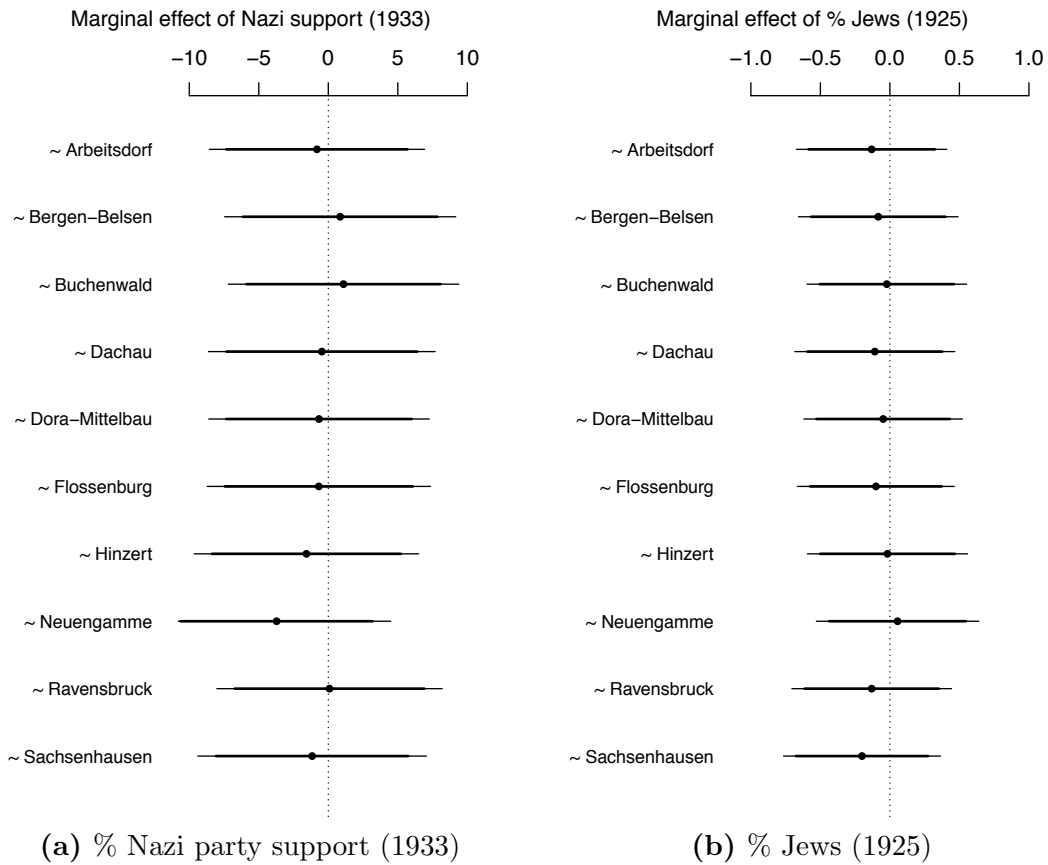 Marginal effect of Nazi support (1933)
−10 −5 0 5 10
~ Arbeitsdorf
~ Bergen−Belsen
~ Buchenwald
~ Dachau
~ Dora−Mittelbau
~ Flossenburg
~ Hinzert
~ Neuengamme
~ Ravensbruck
~ Sachsenhausen
(a) % Nazi party support (1933)
Marginal effect of % Jews (1925)
−1.0 −0.5 0.0 0.5 1.0
~ Arbeitsdorf
~ Bergen−Belsen
~ Buchenwald
~ Dachau
~ Dora−Mittelbau
~ Flossenburg
~ Hinzert
~ Neuengamme
~ Ravensbruck
~ Sachsenhausen
(b) % Jews (1925)